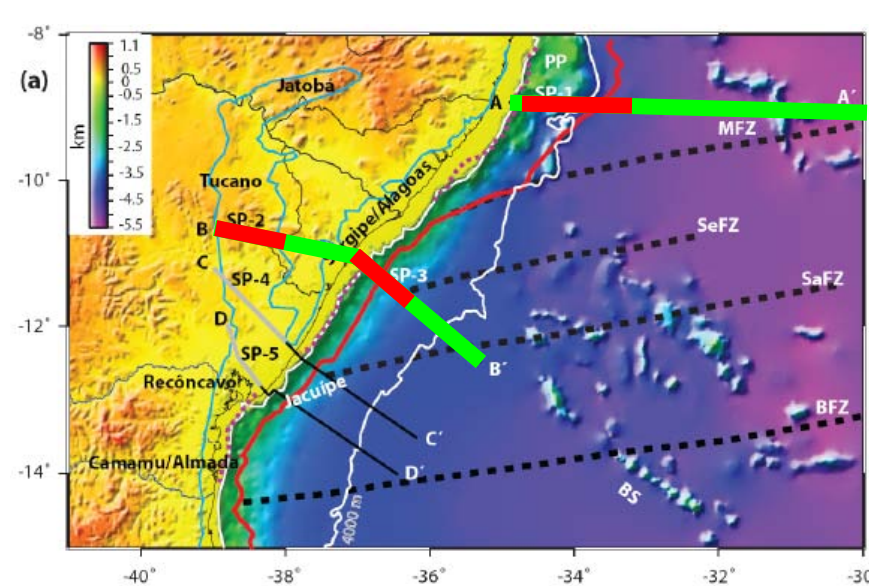 (a)
-8°
-10°
-12°
-14°
1.1
0.5
-0.5
-1.5
-2.5
-3.5
-4.5
-5.5
km
Jatobá
PP
SP-1
A
A´
MFZ
Tucano
SP-2
B
rgipe/Alagoas
SeFZ
C
SP-4
SP-3
SaFZ
D
SP-5
B´
Recôncavo
Jacuípe
BFZ
C´
Camamu/Almada
D´
BS
4000 m
-40°
-38°
-36°
-34°
-32°
-30